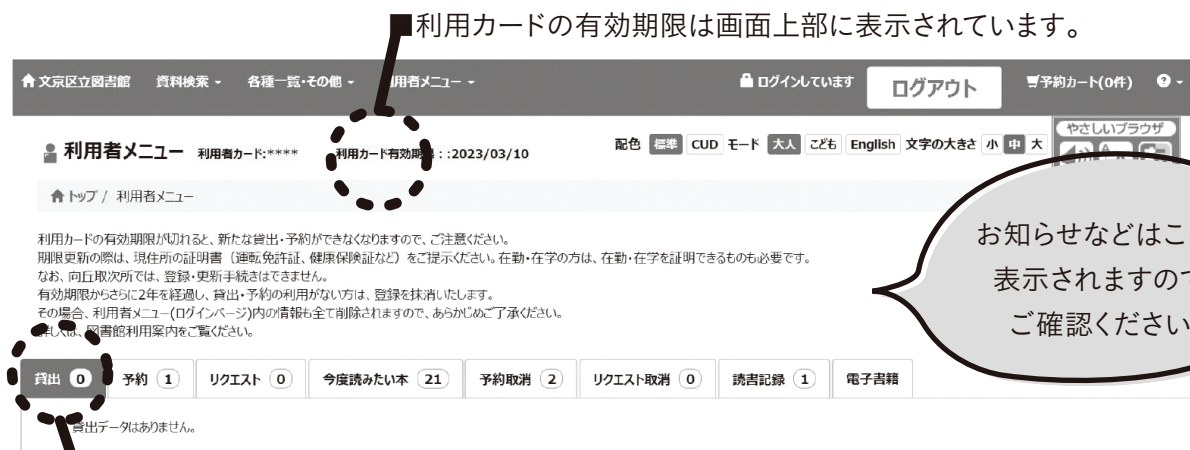 ■利用カードの有効期限は画面上部に表示されています。
文京区立図書館 資料検索 各種一覧・その他 利用者メニュー ログインしています ログアウト 予約カート(0件)
利用者メニュー 利用者カード:**** 利用カード有効期限::2023/03/10 配色 標準 CUD モード 大人 こども English 文字の大きさ 小 中 大 やさしいブラウザ
トップ / 利用者メニュー
利用カードの有効期限が切れると、新たな貸出・予約ができなくなりますので、ご注意ください。
期限更新の際は、現住所の証明書（運転免許証、健康保険証など）をご提示ください。在勤・在学の方は、在勤・在学を証明できるものも必要です。
なお、向丘取次所では、登録・更新手続きはできません。
有効期限からさらに2年を経過し、貸出・予約の利用がない方は、登録を抹消いたします。
その場合、利用者メニュー(ログインページ)内の情報も全て削除されますので、あらかじめご了承ください。
詳しくは、図書館利用案内をご覧ください。
お知らせなどはこ
表示されますので
ご確認ください
貸出 0 予約 1 リクエスト 0 今度読みたい本 21 予約取消 2 リクエスト取消 0 読書記録 1 電子書籍
貸出データはありません。